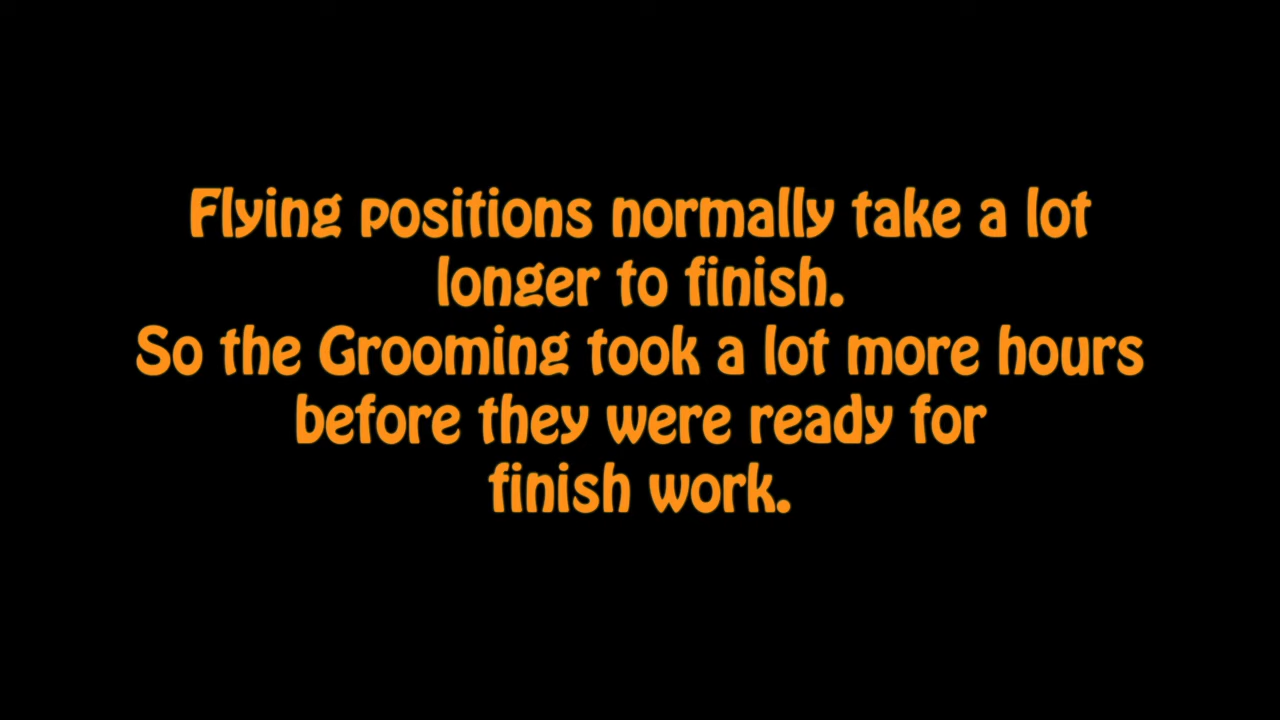 Flying positions normally take a lot
longer to finish.
So the Grooming took a lot more hours
before they were ready for
finish work.